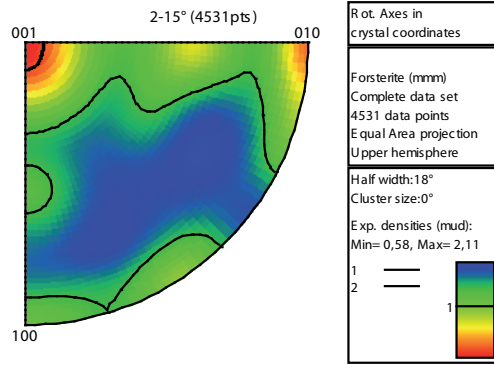 2-15° (4531pts)
001
010
100
Rot. Axes in
crystal coordinates
Forsterite (mmm)
Complete data set
4531 data points
Equal Area projection
Upper hemisphere
Half width:18°
Cluster size:0°
Exp. densities (mud):
Min= 0,58, Max= 2,11
1
2
1